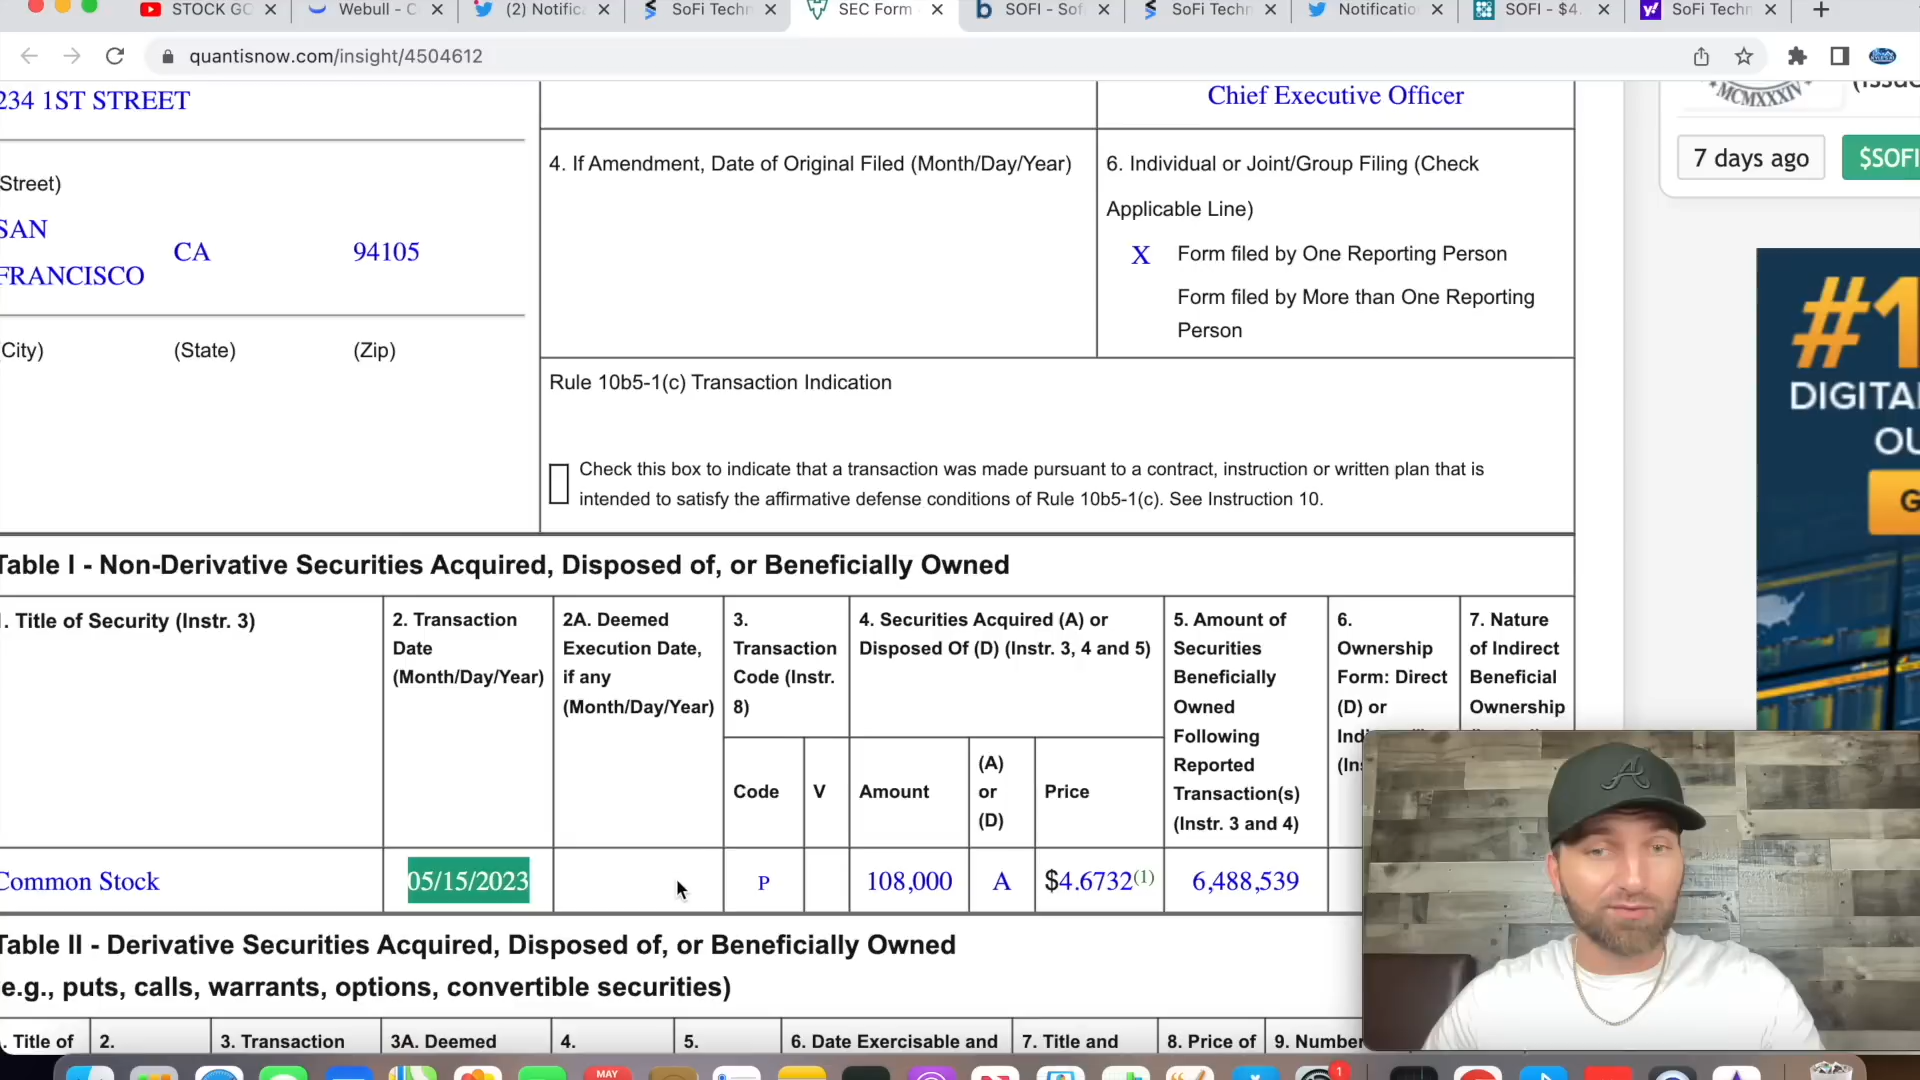 STOCK GC
Webull - C
(2) Notific
SoFi Techn
SEC Form
SOFI - Sof
SoFi Techn
Notificatio
SOFI - $4
SoFi Techn
quantisnow.com/insight/4504612
234 1ST STREET
Chief Executive Officer
MCMXXXIV
4. If Amendment, Date of Original Filed (Month/Day/Year)
6. Individual or Joint/Group Filing (Check
Applicable Line)
X Form filed by One Reporting Person
Form filed by More than One Reporting
Person
7 days ago
$SOFI
Street)
SAN
FRANCISCO
CA
94105
City)
(State)
(Zip)
Rule 10b5-1(c) Transaction Indication
Check this box to indicate that a transaction was made pursuant to a contract, instruction or written plan that is
intended to satisfy the affirmative defense conditions of Rule 10b5-1(c). See Instruction 10.
#1
DIGITA
OU
G
Table I - Non-Derivative Securities Acquired, Disposed of, or Beneficially Owned
. Title of Security (Instr. 3)
2. Transaction
Date
(Month/Day/Year)
2A. Deemed
Execution Date,
if any
(Month/Day/Year)
3.
Transaction
Code (Instr.
8)
4. Securities Acquired (A) or
Disposed Of (D) (Instr. 3, 4 and 5)
5. Amount of
Securities
Beneficially
Owned
Following
Reported
Transaction(s)
(Instr. 3 and 4)
6.
Ownership
Form: Direct
(D) or
Ind
(Ins
7. Nature
of Indirect
Beneficial
Ownership
Code
V
Amount
(A)
or
(D)
Price
Common Stock
05/15/2023
P
108,000
A
$4.6732(1)
6,488,539
Table II - Derivative Securities Acquired, Disposed of, or Beneficially Owned
e.g., puts, calls, warrants, options, convertible securities)
. Title of
2.
3. Transaction
3A. Deemed
4.
5.
6. Date Exercisable and
7. Title and
8. Price of
9. Number
MAY
1